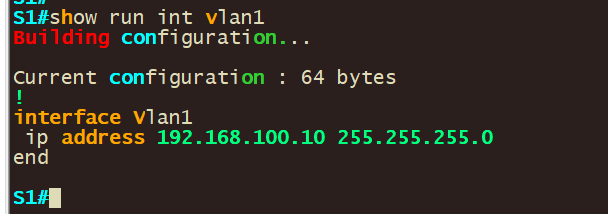 S1#show run int vlan1
Building configuration...
Current configuration : 64 bytes
!
interface Vlan1
ip address 192.168.100.10 255.255.255.0
end
S1#